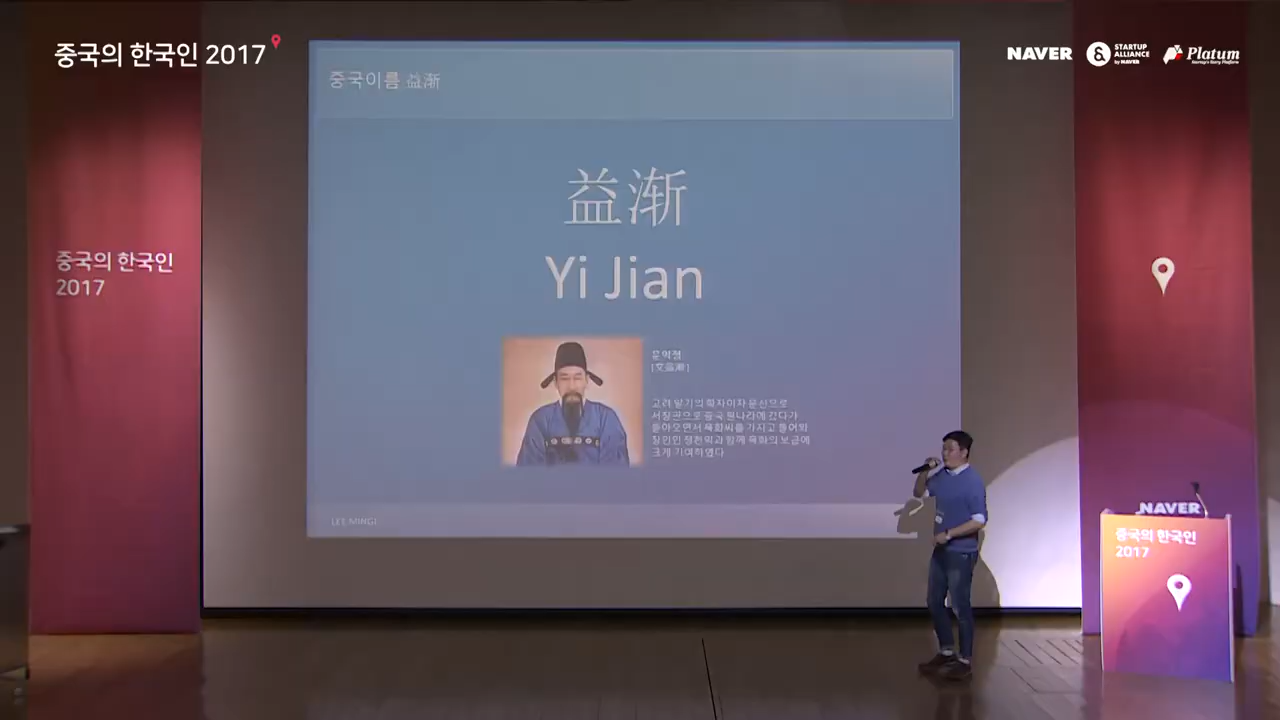 중국의 한국인 2017
NAVER
&
STARTUP
ALLIANCE
by NAVER
Platum
중국이름 益渐
益渐
Yi Jian
문익점
[文益漸]
고려 말기의 학자이자 문신으로
서장관으로 중국 원나라에 갔다가
돌아오면서 목화씨를 가지고 들어와
장인인 정천익과 함께 목화의 보급에
크게 기여하였다
LEE MINGI
중국의 한국인
2017
NAVER
중국의 한국인
2017